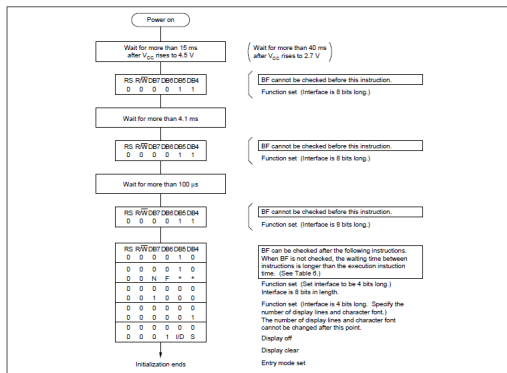 Power on
Wait for more than 15 ms
after VCC rises to 4.5 V
Wait for more than 40 ms
after VCC rises to 2.7 V
RS R/W DB7 DB6 DB5 DB4
0 0 0 0 1 1
BF cannot be checked before this instruction.
Function set (Interface is 8 bits long.)
Wait for more than 4.1 ms
RS R/W DB7 DB6 DB5 DB4
0 0 0 0 1 1
BF cannot be checked before this instruction.
Function set (Interface is 8 bits long.)
Wait for more than 100 µs
RS R/W DB7 DB6 DB5 DB4
0 0 0 0 1 1
BF cannot be checked before this instruction.
Function set (Interface is 8 bits long.)
RS R/W DB7 DB6 DB5 DB4
0 0 0 0 1 0
0 0 0 0 1 0
0 0 N F * *
0 0 0 0 0 0
0 0 1 0 0 0
0 0 0 0 0 0
0 0 0 0 0 1
0 0 0 0 0 0
0 0 0 1 I/D S
Initialization ends
BF can be checked after the following instructions.
When BF is not checked, the waiting time between
instructions is longer than the execution instuction
time. (See Table 6.)
Function set (Set interface to be 4 bits long.)
Interface is 8 bits in length.
Function set (Interface is 4 bits long. Specify the
number of display lines and character font.)
The number of display lines and character font
cannot be changed after this point.
Display off
Display clear
Entry mode set